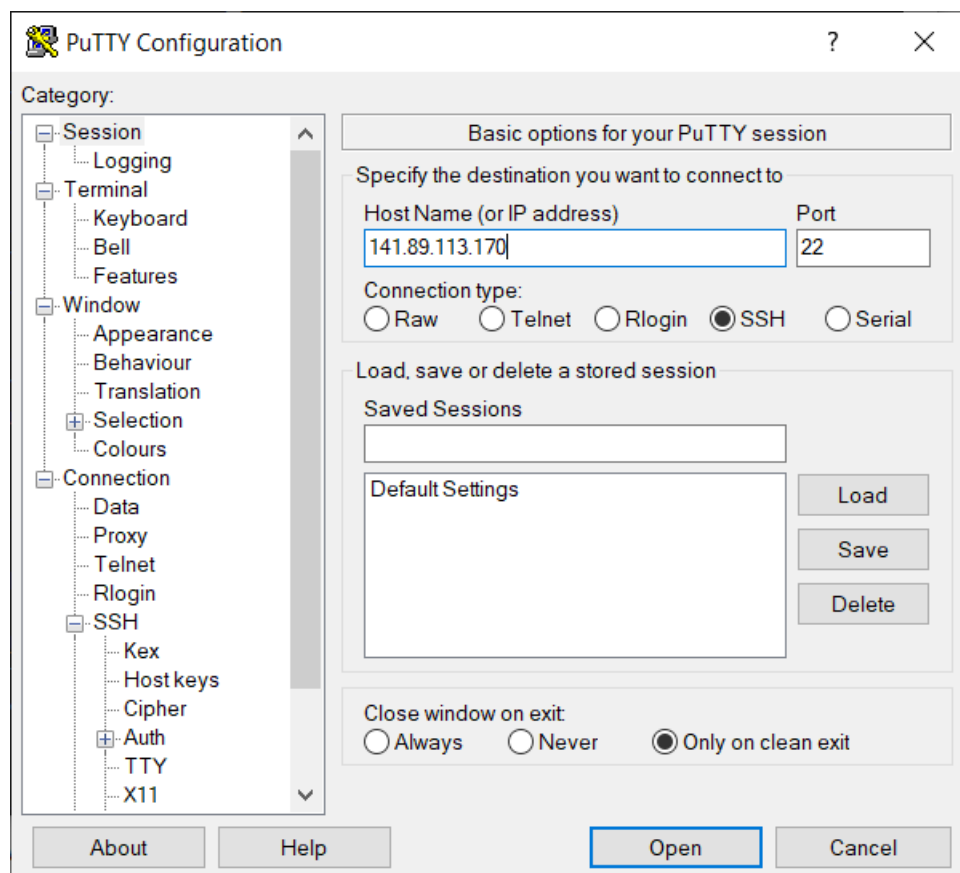 PuTTY Configuration
?
Category:
Session
Logging
Terminal
Keyboard
Bell
Features
Window
Appearance
Behaviour
Translation
Selection
Colours
Connection
Data
Proxy
Telnet
Rlogin
SSH
Kex
Host keys
Cipher
Auth
TTY
X11
Basic options for your PuTTY session
Specify the destination you want to connect to
Host Name (or IP address) Port
141.89.113.170 22
Connection type:
Raw Telnet Rlogin SSH Serial
Load, save or delete a stored session
Saved Sessions
Default Settings
Load
Save
Delete
Close window on exit:
Always Never Only on clean exit
About Help Open Cancel